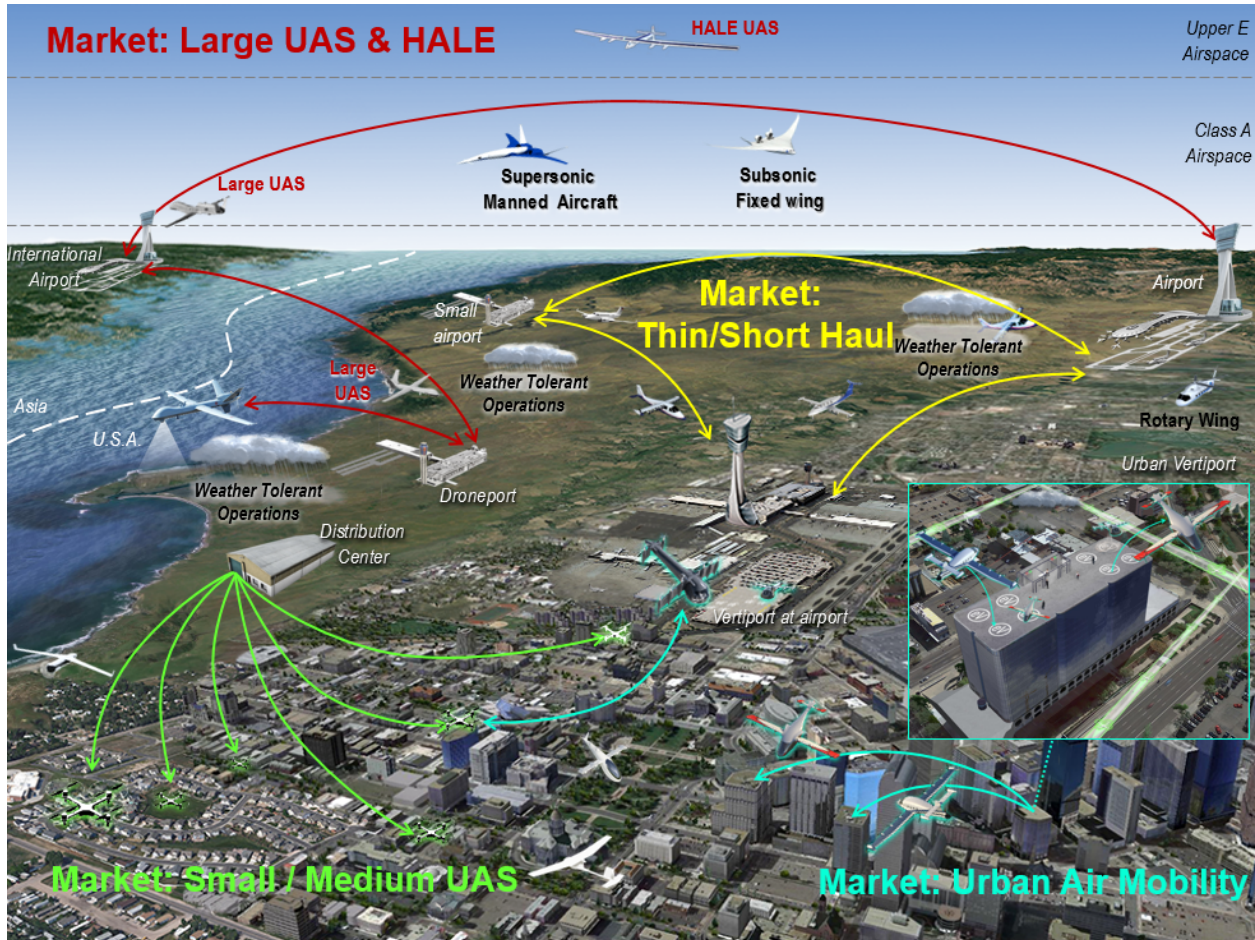 Market: Large UAS & HALE
HALE UAS
Upper E
Airspace
Class A
Airspace
Supersonic
Manned Aircraft
Subsonic
Fixed wing
Large UAS
International
Airport
Airport
Small
airport
Market:
Thin/Short Haul
Weather Tolerant
Operations
Weather Tolerant
Operations
Large
UAS
Asia
U.S.A.
Rotary Wing
Urban Vertiport
Weather Tolerant
Operations
Droneport
Distribution
Center
Vertiport at airport
Market: Small / Medium UAS
Market: Urban Air Mobility